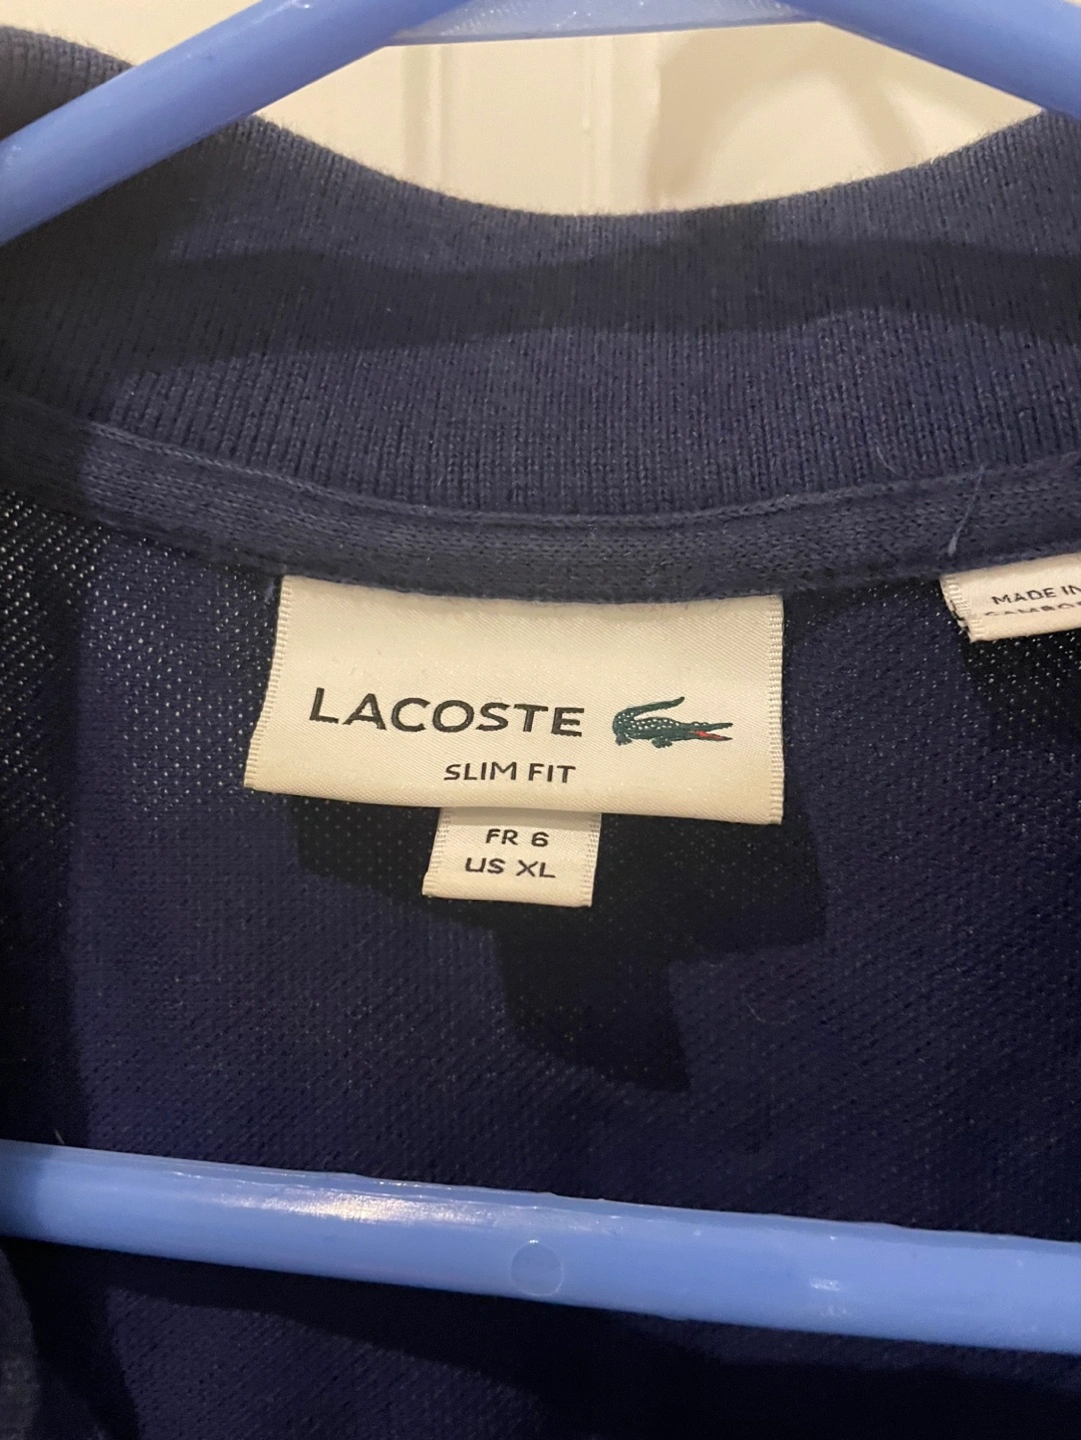 LACOSTE
SLIM FIT
FR 6
US XL
MADE IN